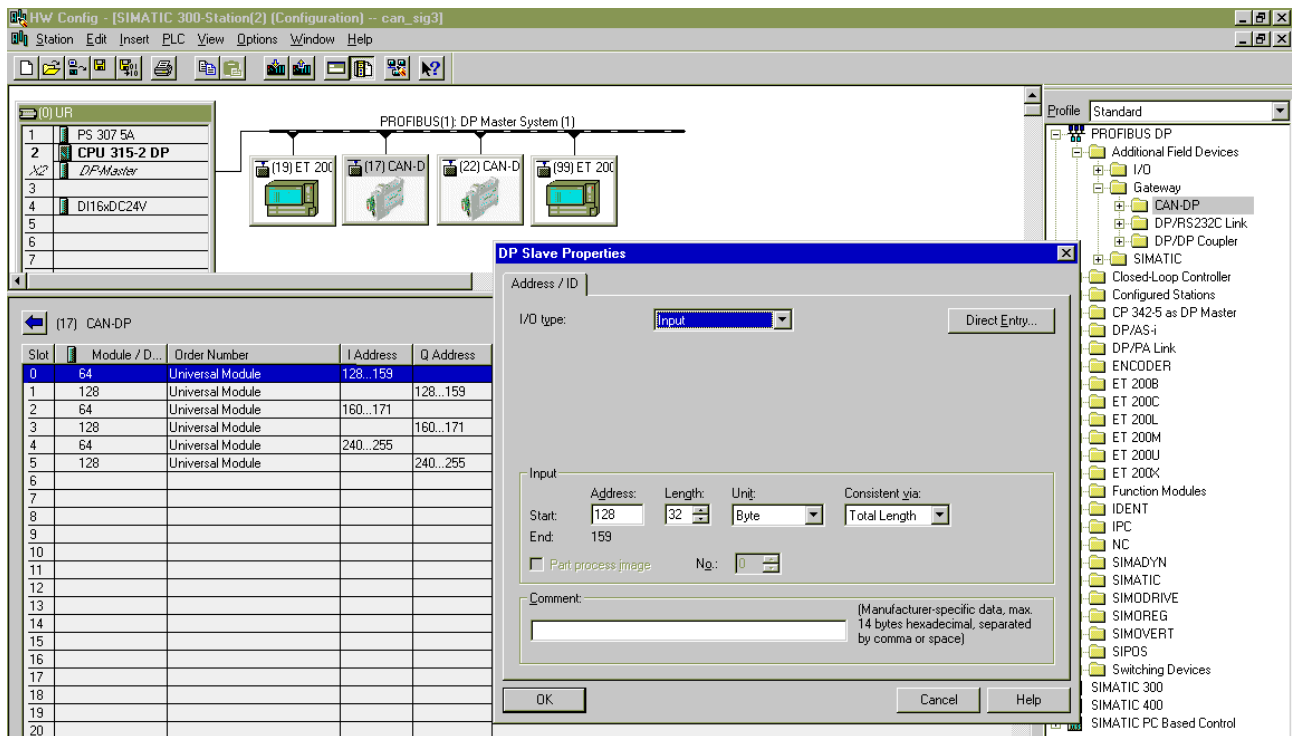 HW Config - [SIMATIC 300-Station(2) (Configuration) -- can_sig3]
Station Edit Insert PLC View Options Window Help
(0) UR
1 PS 307 5A
2 CPU 315-2 DP
X2 DP-Master
3
4 DI16xDC24V
5
6
7
PROFIBUS(1): DP Master System (1)
(19) ET 200
(17) CAN-D
(22) CAN-D
(99) ET 200
(17) CAN-DP
Slot Module / D... Order Number I Address Q Address
0 64 Universal Module 128...159
1 128 Universal Module 128...159
2 64 Universal Module 160...171
3 128 Universal Module 160...171
4 64 Universal Module 240...255
5 128 Universal Module 240...255
6
7
8
9
10
11
12
13
14
15
16
17
18
19
20
DP Slave Properties
Address / ID
I/O type: Input Direct Entry...
Input
Address: Length: Unit: Consistent via:
Start: 128 32 Byte Total Length
End: 159
Part process image No.: 0
Comment:
(Manufacturer-specific data, max.
14 bytes hexadecimal, separated
by comma or space)
OK Cancel Help
Profile Standard
PROFIBUS DP
Additional Field Devices
I/O
Gateway
CAN-DP
DP/RS232C Link
DP/DP Coupler
SIMATIC
Closed-Loop Controller
Configured Stations
CP 342-5 as DP Master
DP/AS-i
DP/PA Link
ENCODER
ET 200B
ET 200C
ET 200L
ET 200M
ET 200U
ET 200X
Function Modules
IDENT
IPC
NC
SIMADYN
SIMATIC
SIMODRIVE
SIMOREG
SIMOVERT
SIPOS
Switching Devices
SIMATIC 300
SIMATIC 400
SIMATIC PC Based Control